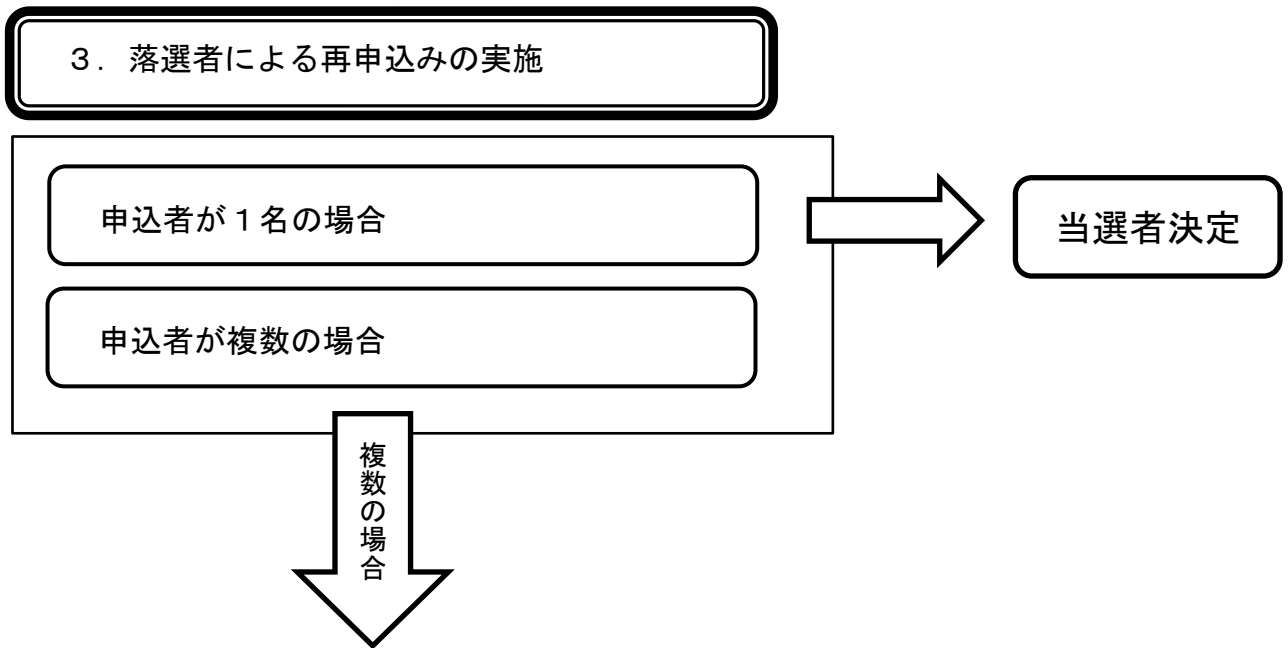 ３．落選者による再申込みの実施
申込者が１名の場合
当選者決定
申込者が複数の場合
複数の場合